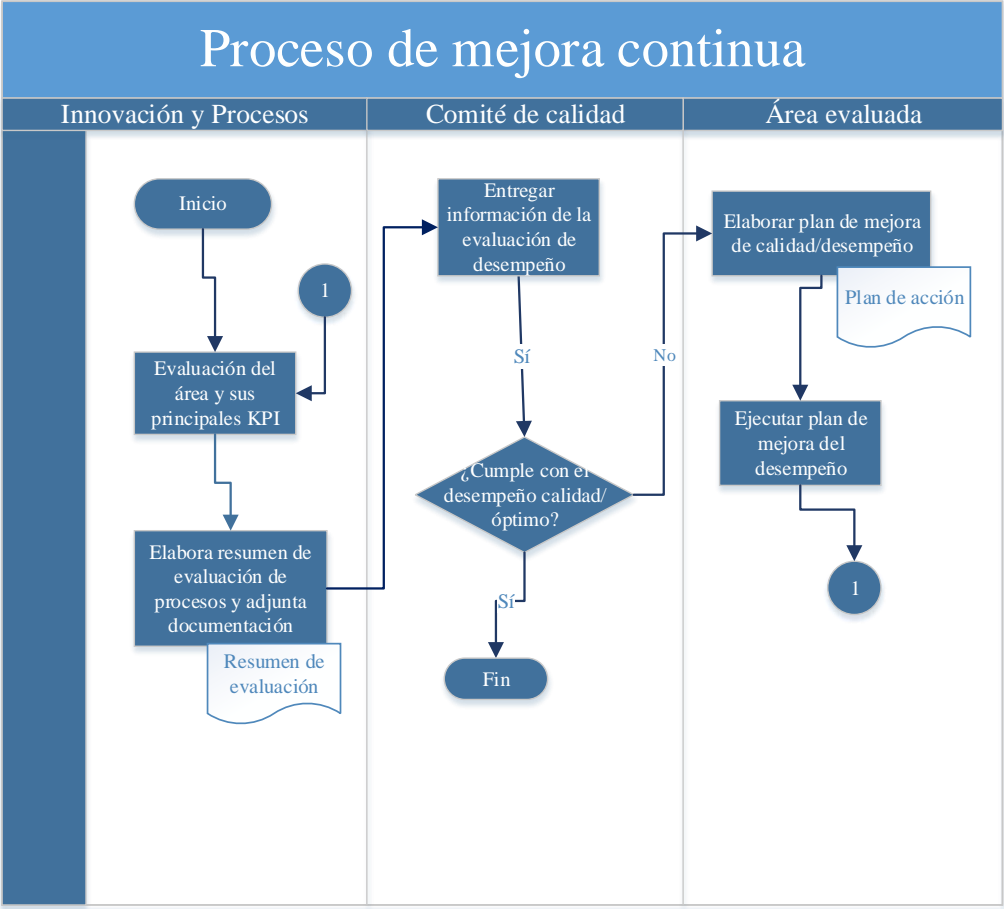 Proceso de mejora continua
Innovación y Procesos
Comité de calidad
Área evaluada
Inicio
1
Evaluación del
área y sus
principales KPI
Elabora resumen de
evaluación de
procesos y adjunta
documentación
Resumen de
evaluación
Entregar
información de la
evaluación de
desempeño
Sí
¿Cumple con el
desempeño calidad/
óptimo?
Sí
Fin
No
Elaborar plan de mejora
de calidad/desempeño
Plan de acción
Ejecutar plan de
mejora del
desempeño
1